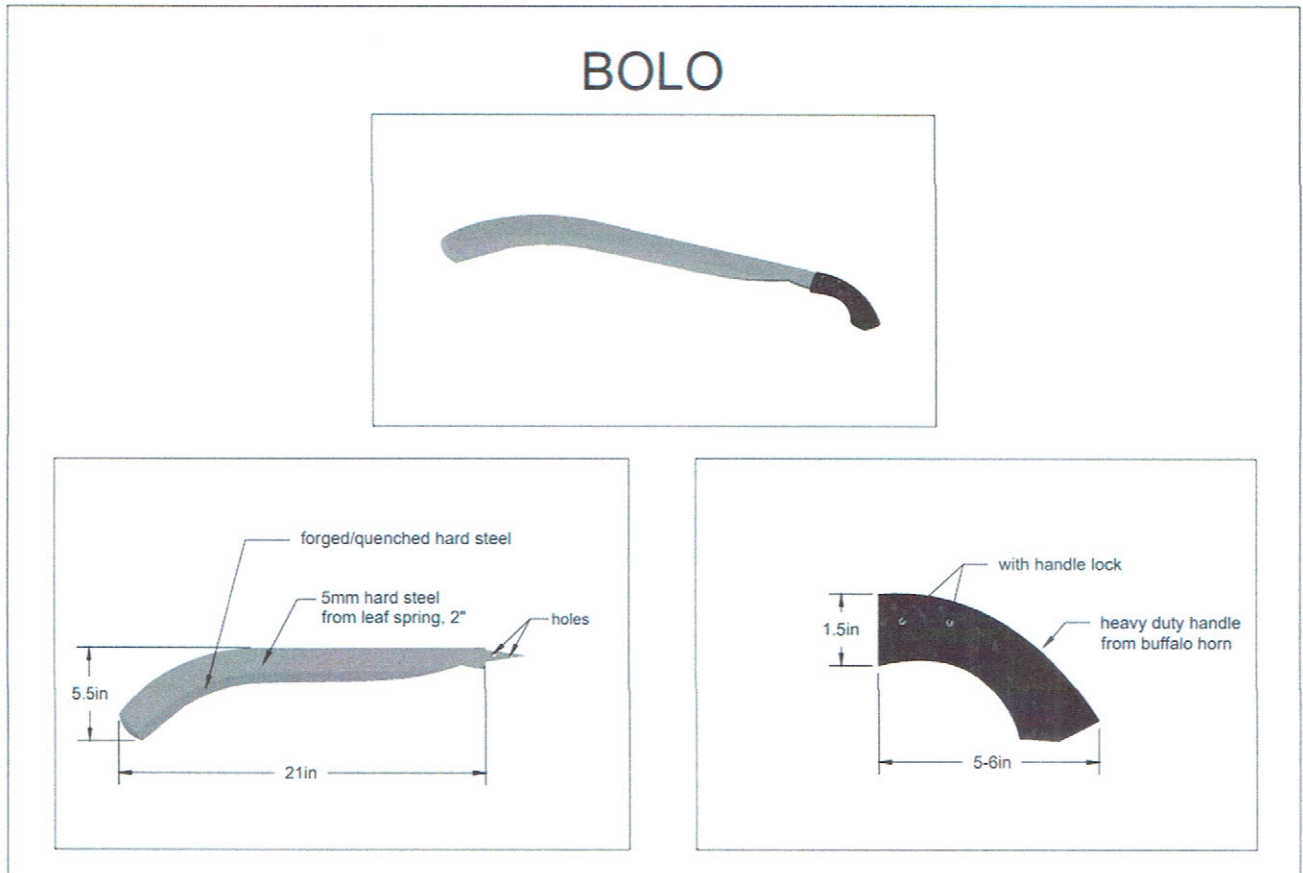 BOLO
forged/quenched hard steel
5mm hard steel
from leaf spring, 2"
holes
5.5in
21in
with handle lock
1.5in
heavy duty handle
from buffalo horn
5-6in